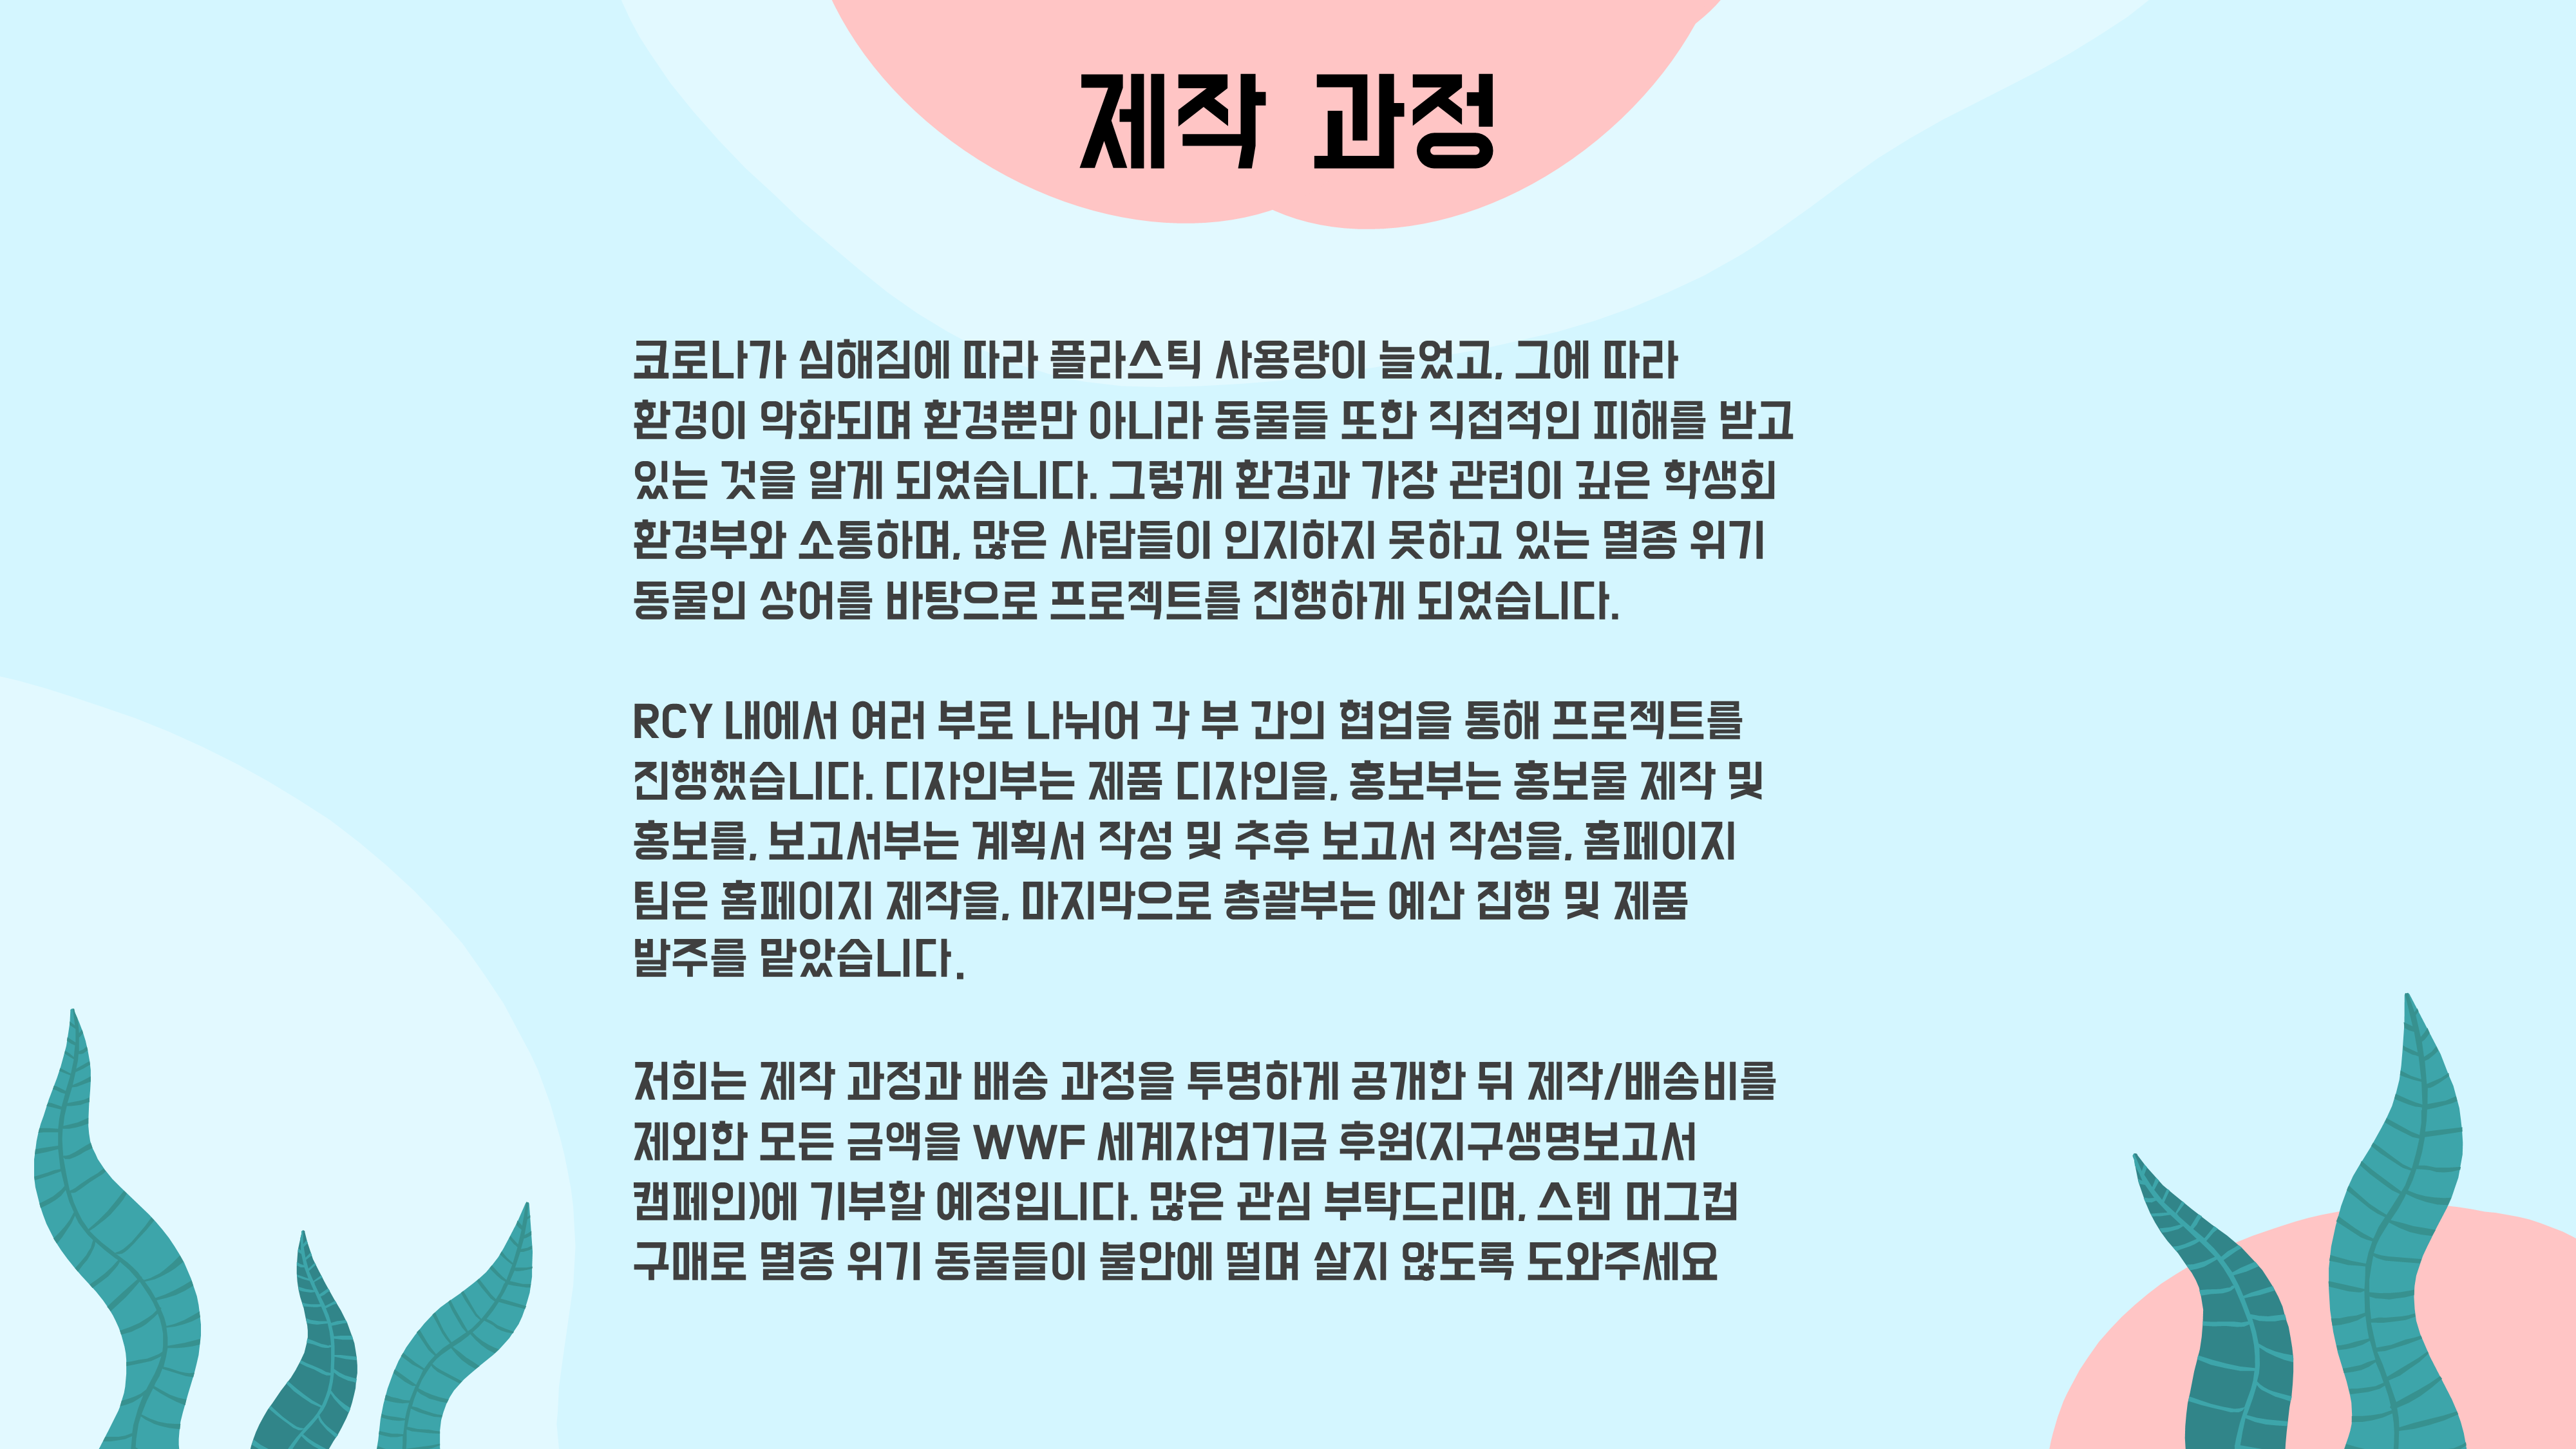 제작 과정
코로나가 심해짐에 따라 플라스틱 사용량이 늘었고, 그에 따라
환경이 악화되며 환경뿐만 아니라 동물들 또한 직접적인 피해를 받고
있는 것을 알게 되었습니다. 그렇게 환경과 가장 관련이 깊은 학생회
환경부와 소통하며, 많은 사람들이 인지하지 못하고 있는 멸종 위기
동물인 상어를 바탕으로 프로젝트를 진행하게 되었습니다.
RCY 내에서 여러 부로 나뉘어 각 부 간의 협업을 통해 프로젝트를
진행했습니다. 디자인부는 제품 디자인을, 홍보부는 홍보물 제작 및
홍보를, 보고서부는 계획서 작성 및 추후 보고서 작성을, 홈페이지
팀은 홈페이지 제작을, 마지막으로 총괄부는 예산 집행 및 제품
발주를 맡았습니다.
저희는 제작 과정과 배송 과정을 투명하게 공개한 뒤 제작/배송비를
제외한 모든 금액을 WWF 세계자연기금 후원(지구생명보고서
캠페인)에 기부할 예정입니다. 많은 관심 부탁드리며, 스텐 머그컵
구매로 멸종 위기 동물들이 불안에 떨며 살지 않도록 도와주세요